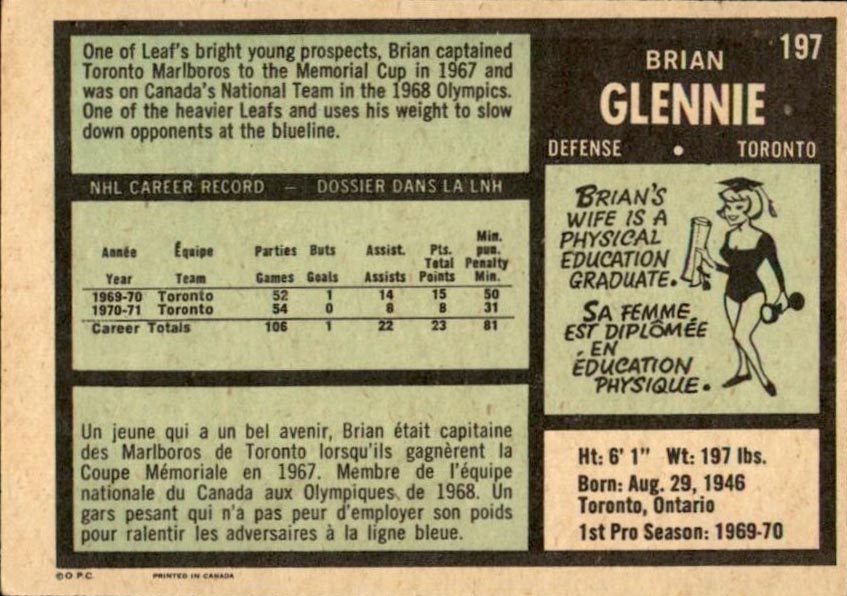 One of Leaf's bright young prospects, Brian captained
Toronto Marlboros to the Memorial Cup in 1967 and
was on Canada's National Team in the 1968 Olympics.
One of the heavier Leafs and uses his weight to slow
down opponents at the blueline.
NHL CAREER RECORD — DOSSIER DANS LA LNH
Année Équipe Parties Buts Assist. Pts. Total Min. pun.
Year Team Games Goals Assists Points Penalty Min.
1969-70 Toronto 52 1 14 15 50
1970-71 Toronto 54 0 8 8 31
Career Totals 106 1 22 23 81
Un jeune qui a un bel avenir, Brian était capitaine
des Marlboros de Toronto lorsqu'ils gagnèrent la
Coupe Mémoriale en 1967. Membre de l'équipe
nationale du Canada aux Olympiques de 1968. Un
gars pesant qui n'a pas peur d'employer son poids
pour ralentir les adversaires à la ligne bleue.
197
BRIAN
GLENNIE
DEFENSE • TORONTO
BRIAN'S
WIFE IS A
PHYSICAL
EDUCATION
GRADUATE.
SA FEMME
EST DIPLÔMÉE
EN
ÉDUCATION
PHYSIQUE.
Ht: 6' 1" Wt: 197 lbs.
Born: Aug. 29, 1946
Toronto, Ontario
1st Pro Season: 1969-70
© O.P.C. PRINTED IN CANADA